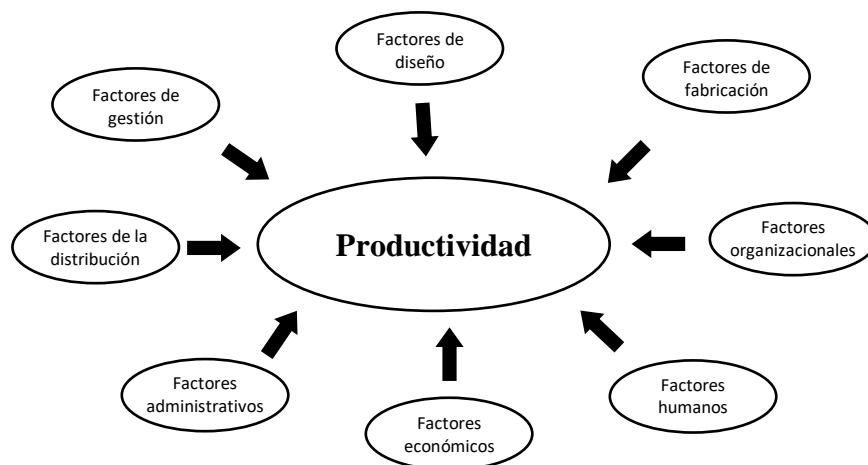 Factores de
diseño
Factores de
fabricación
Factores de
gestión
Factores
organizacionales
Factores de la
distribución
Productividad
Factores
administrativos
Factores
humanos
Factores
económicos